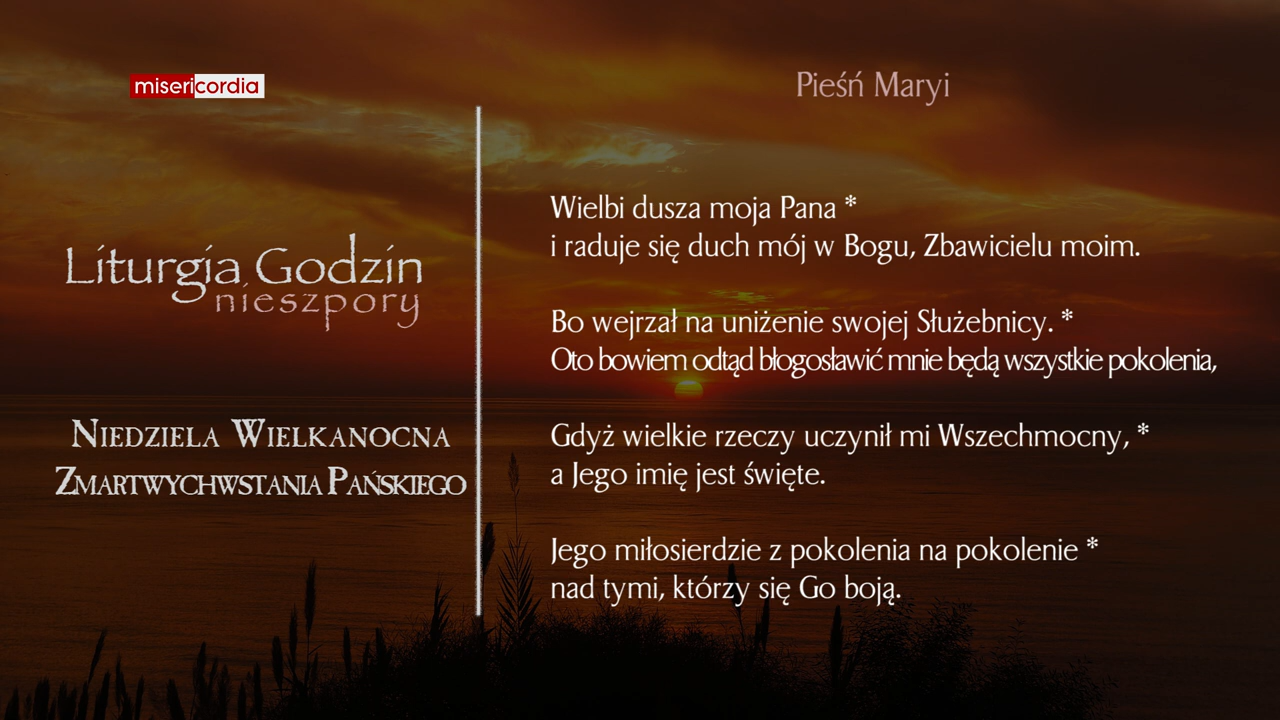 misericordia
Liturgia Godzin
nieszpory
Niedziela Wielkanocna
Zmartwychwstania Pańskiego
Pieśń Maryi
Wielbi dusza moja Pana *
i raduje się duch mój w Bogu, Zbawicielu moim.
Bo wejrzał na uniżenie swojej Służebnicy. *
Oto bowiem odtąd błogosławić mnie będą wszystkie pokolenia,
Gdyż wielkie rzeczy uczynił mi Wszechmocny, *
a Jego imię jest święte.
Jego miłosierdzie z pokolenia na pokolenie *
nad tymi, którzy się Go boją.